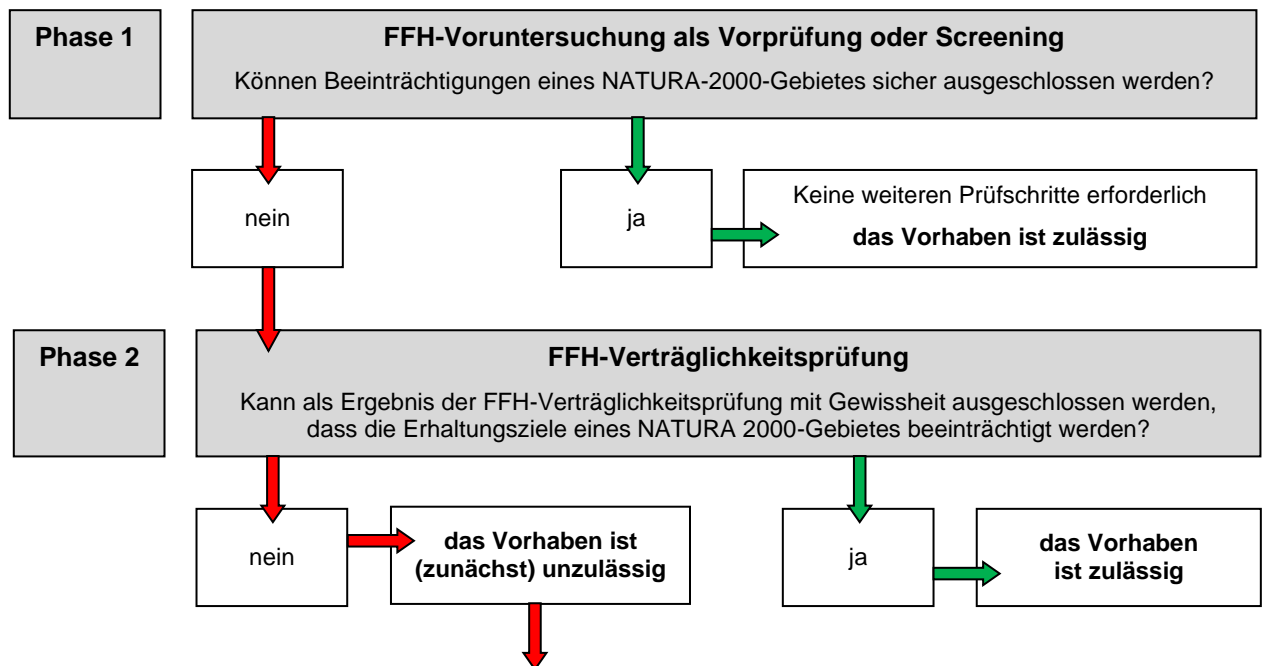 Phase 1
FFH-Voruntersuchung als Vorprüfung oder Screening
Können Beeinträchtigungen eines NATURA-2000-Gebietes sicher ausgeschlossen werden?
nein
ja
Keine weiteren Prüfschritte erforderlich
das Vorhaben ist zulässig
Phase 2
FFH-Verträglichkeitsprüfung
Kann als Ergebnis der FFH-Verträglichkeitsprüfung mit Gewissheit ausgeschlossen werden,
dass die Erhaltungsziele eines NATURA 2000-Gebietes beeinträchtigt werden?
nein
das Vorhaben ist
(zunächst) unzulässig
ja
das Vorhaben
ist zulässig